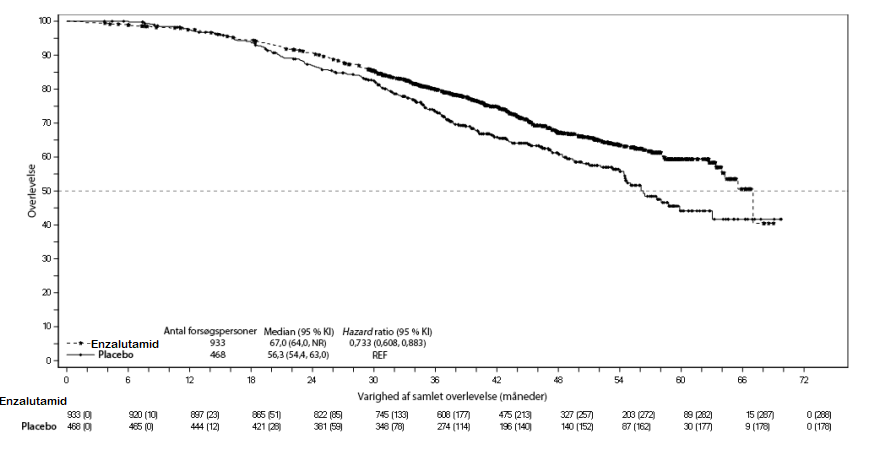 100
90
80
70
60
50
40
30
20
10
0
Overlevelse
Antal forsøgspersoner Median (95 % KI) Hazard ratio (95 % KI)
Enzalutamid 933 67,0 (64,0, NR) 0,733 (0,608, 0,883)
Placebo 468 56,3 (54,4, 63,0) REF
0 6 12 18 24 30 36 42 48 54 60 66 72
Varighed af samlet overlevelse (måneder)
Enzalutamid
933 (0) 920 (10) 897 (23) 865 (51) 822 (85) 745 (133) 608 (177) 475 (213) 327 (257) 203 (272) 89 (282) 15 (287) 0 (288)
Placebo 468 (0) 465 (0) 444 (12) 421 (28) 381 (59) 348 (78) 274 (114) 196 (140) 140 (152) 87 (162) 30 (177) 9 (178) 0 (178)